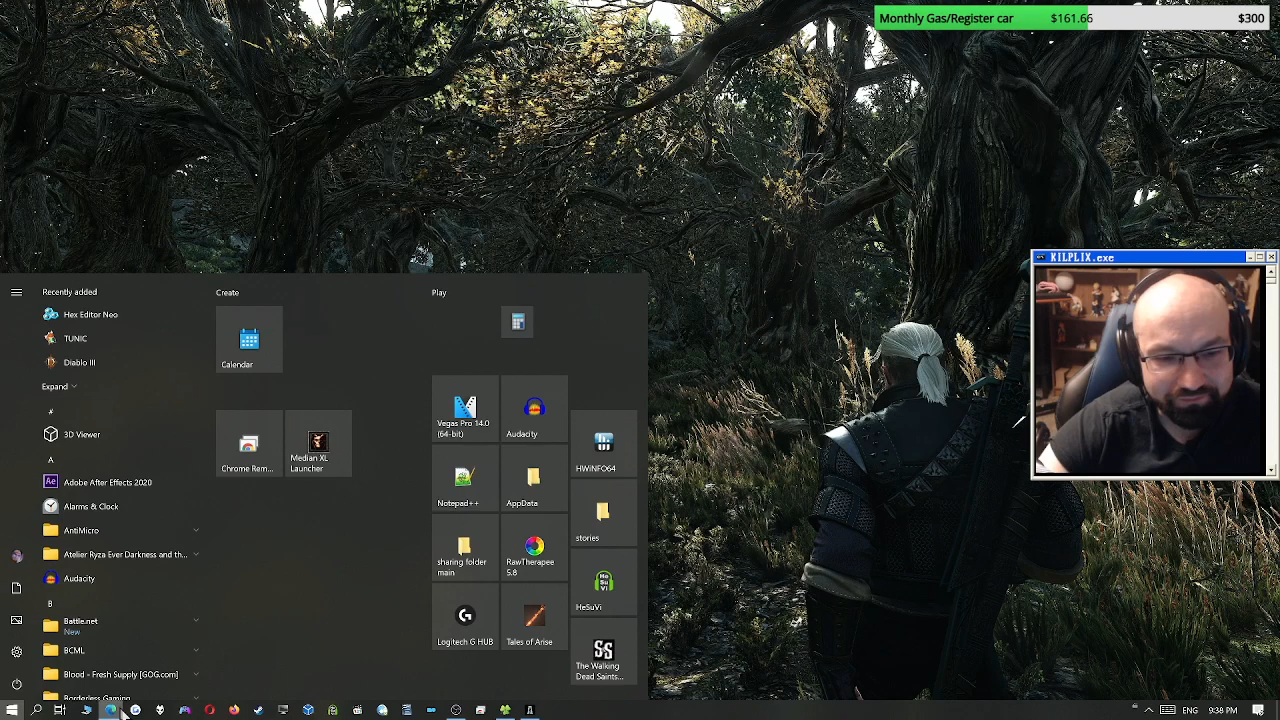 Monthly Gas/Register car $161.66 $300
KILPLIX.exe
Recently added
Hex Editor Neo
TUNIC
Diablo III
Expand
#
3D Viewer
A
Adobe After Effects 2020
Alarms & Clock
AntiMicro
Atelier Ryza Ever Darkness and th...
Audacity
B
Battle.net
New
BCML
Blood - Fresh Supply [GOG.com]
Borderless Gaming
Create
Calendar
Chrome Rem...
Median XL
Launcher
Play
Vegas Pro 14.0
(64-bit)
Audacity
HWiNFO64
Notepad++
AppData
stories
sharing folder
main
RawTherapee
5.8
HeSuVi
Logitech G HUB
Tales of Arise
The Walking
Dead Saints...
ENG 9:38 PM